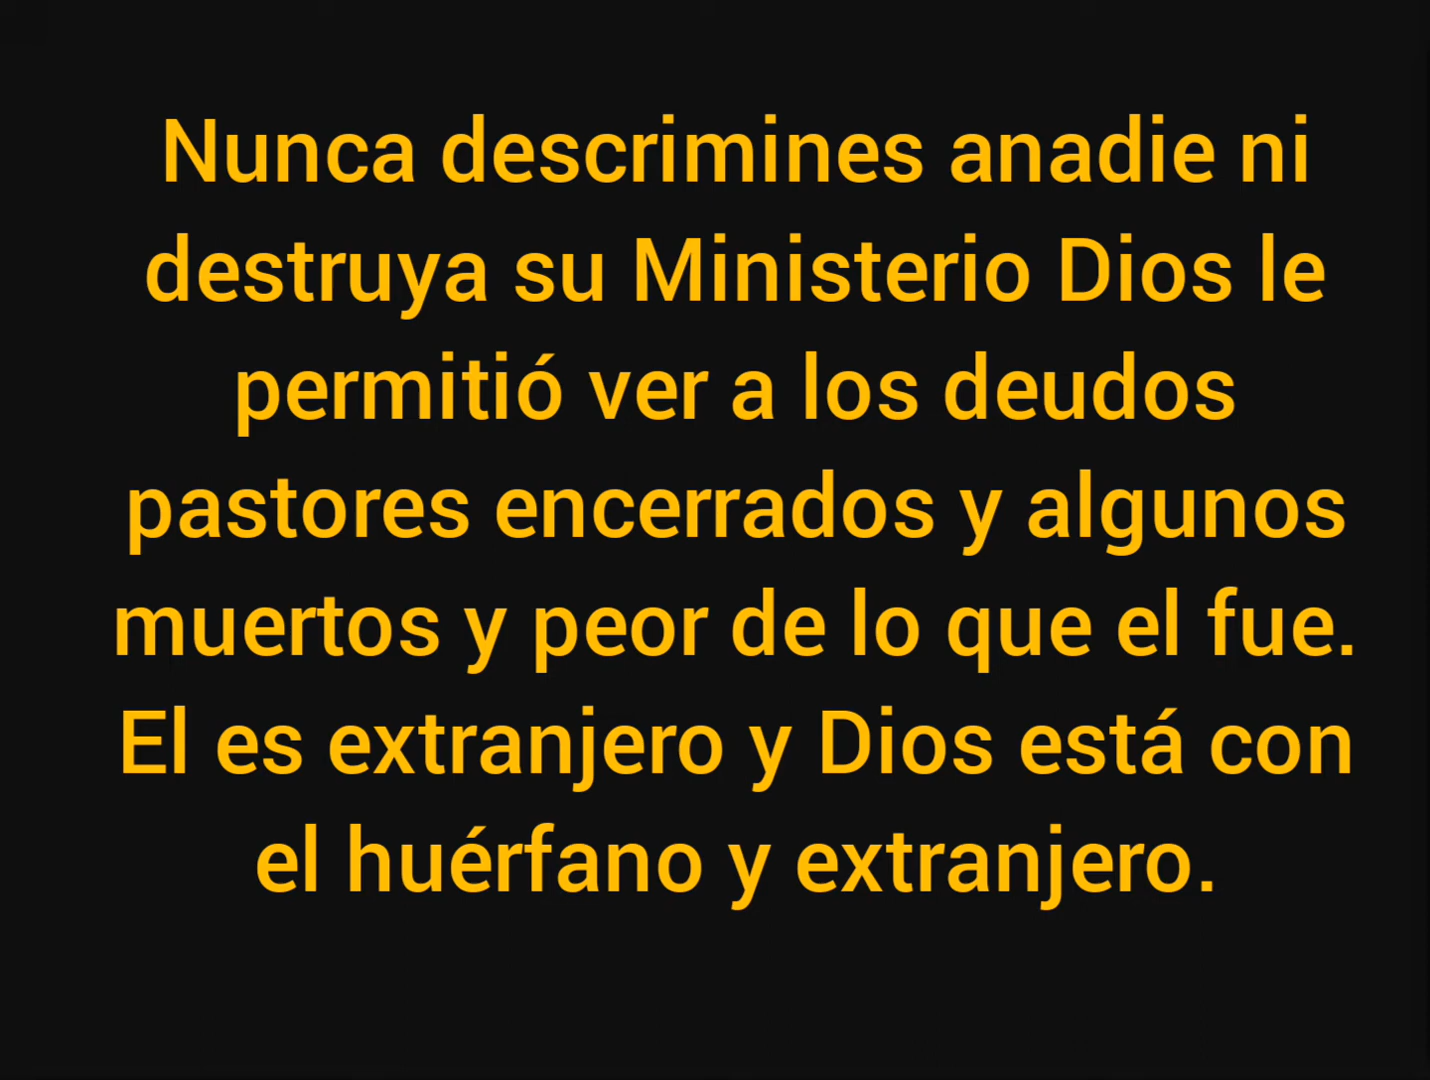 Nunca descrimines anadie ni
destruya su Ministerio Dios le
permitió ver a los deudos
pastores encerrados y algunos
muertos y peor de lo que el fue.
El es extranjero y Dios está con
el huérfano y extranjero.